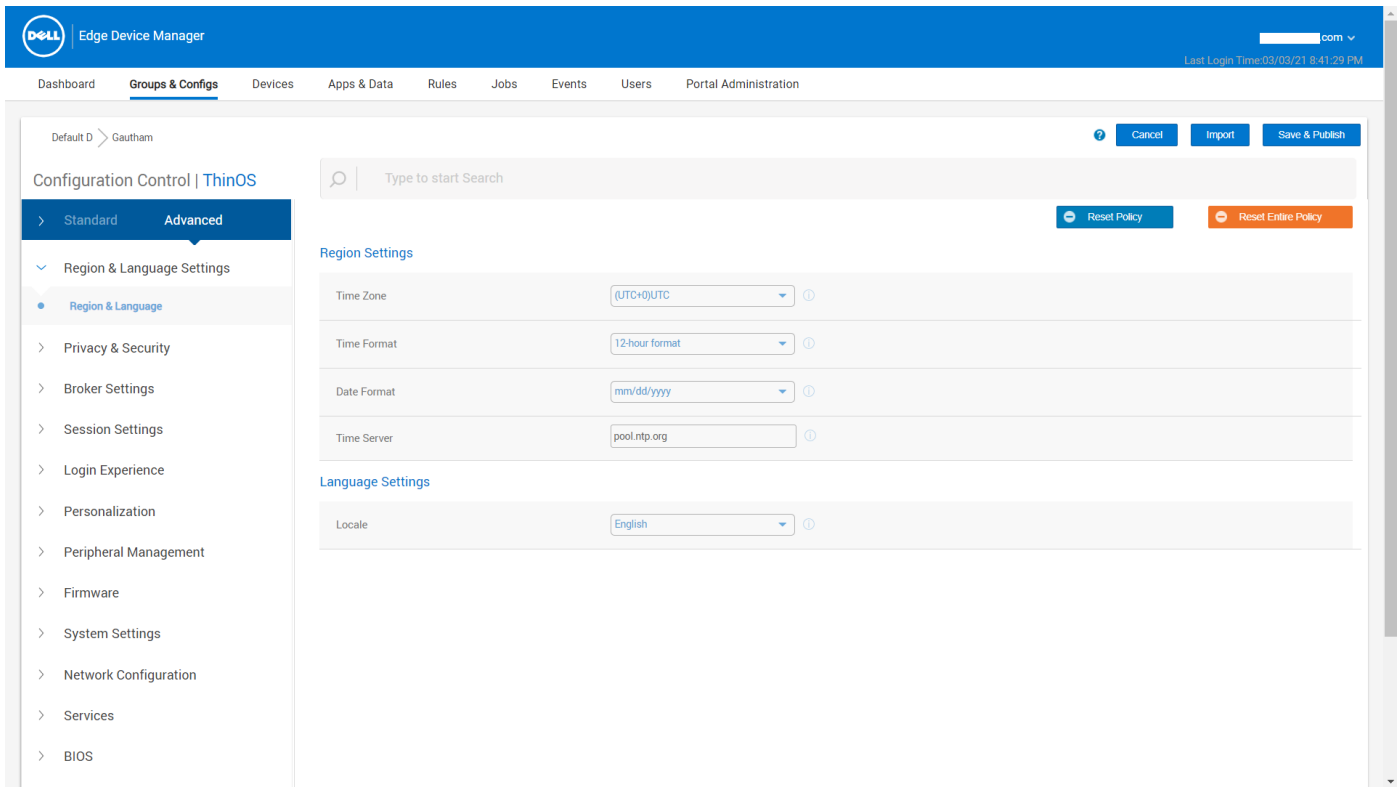 DELL Edge Device Manager
.com
Last Login Time:03/03/21 8:41:29 PM
Dashboard Groups & Configs Devices Apps & Data Rules Jobs Events Users Portal Administration
Default D Gautham
Cancel Import Save & Publish
Configuration Control | ThinOS
Type to start Search
Standard Advanced
Reset Policy Reset Entire Policy
Region & Language Settings
Region & Language
Privacy & Security
Broker Settings
Session Settings
Login Experience
Personalization
Peripheral Management
Firmware
System Settings
Network Configuration
Services
BIOS
Region Settings
Time Zone (UTC+0)UTC
Time Format 12-hour format
Date Format mm/dd/yyyy
Time Server pool.ntp.org
Language Settings
Locale English